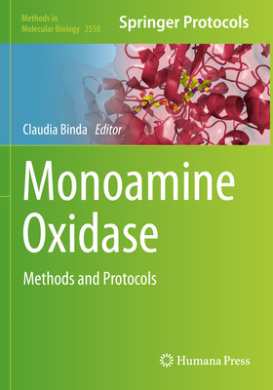 Methods in
Molecular Biology 2558
Springer Protocols
Claudia Binda Editor
Monoamine
Oxidase
Methods and Protocols
Humana Press